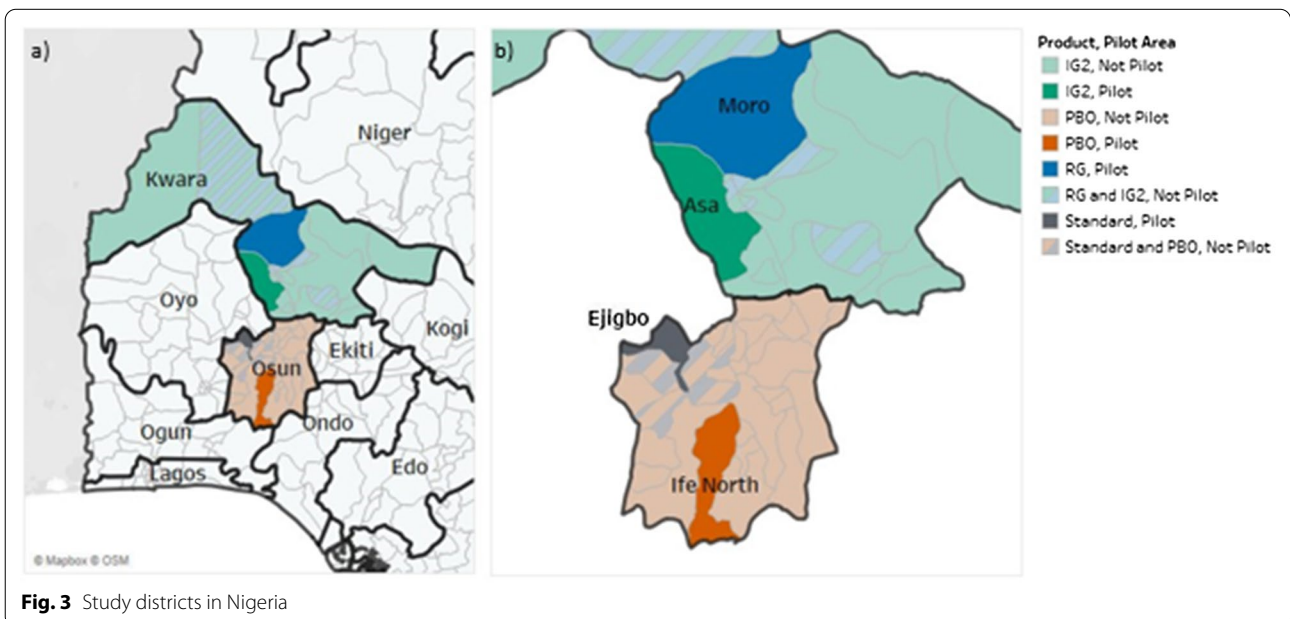 a)
Niger
Kwara
Oyo
Kogi
Ekiti
Osun
Ondo
Ogun
Edo
Lagos
© Mapbox © OSM
b)
Moro
Asa
Ejigbo
Ife North
Product, Pilot Area
IG2, Not Pilot
IG2, Pilot
PBO, Not Pilot
PBO, Pilot
RG, Pilot
RG and IG2, Not Pilot
Standard, Pilot
Standard and PBO, Not Pilot
Fig. 3 Study districts in Nigeria